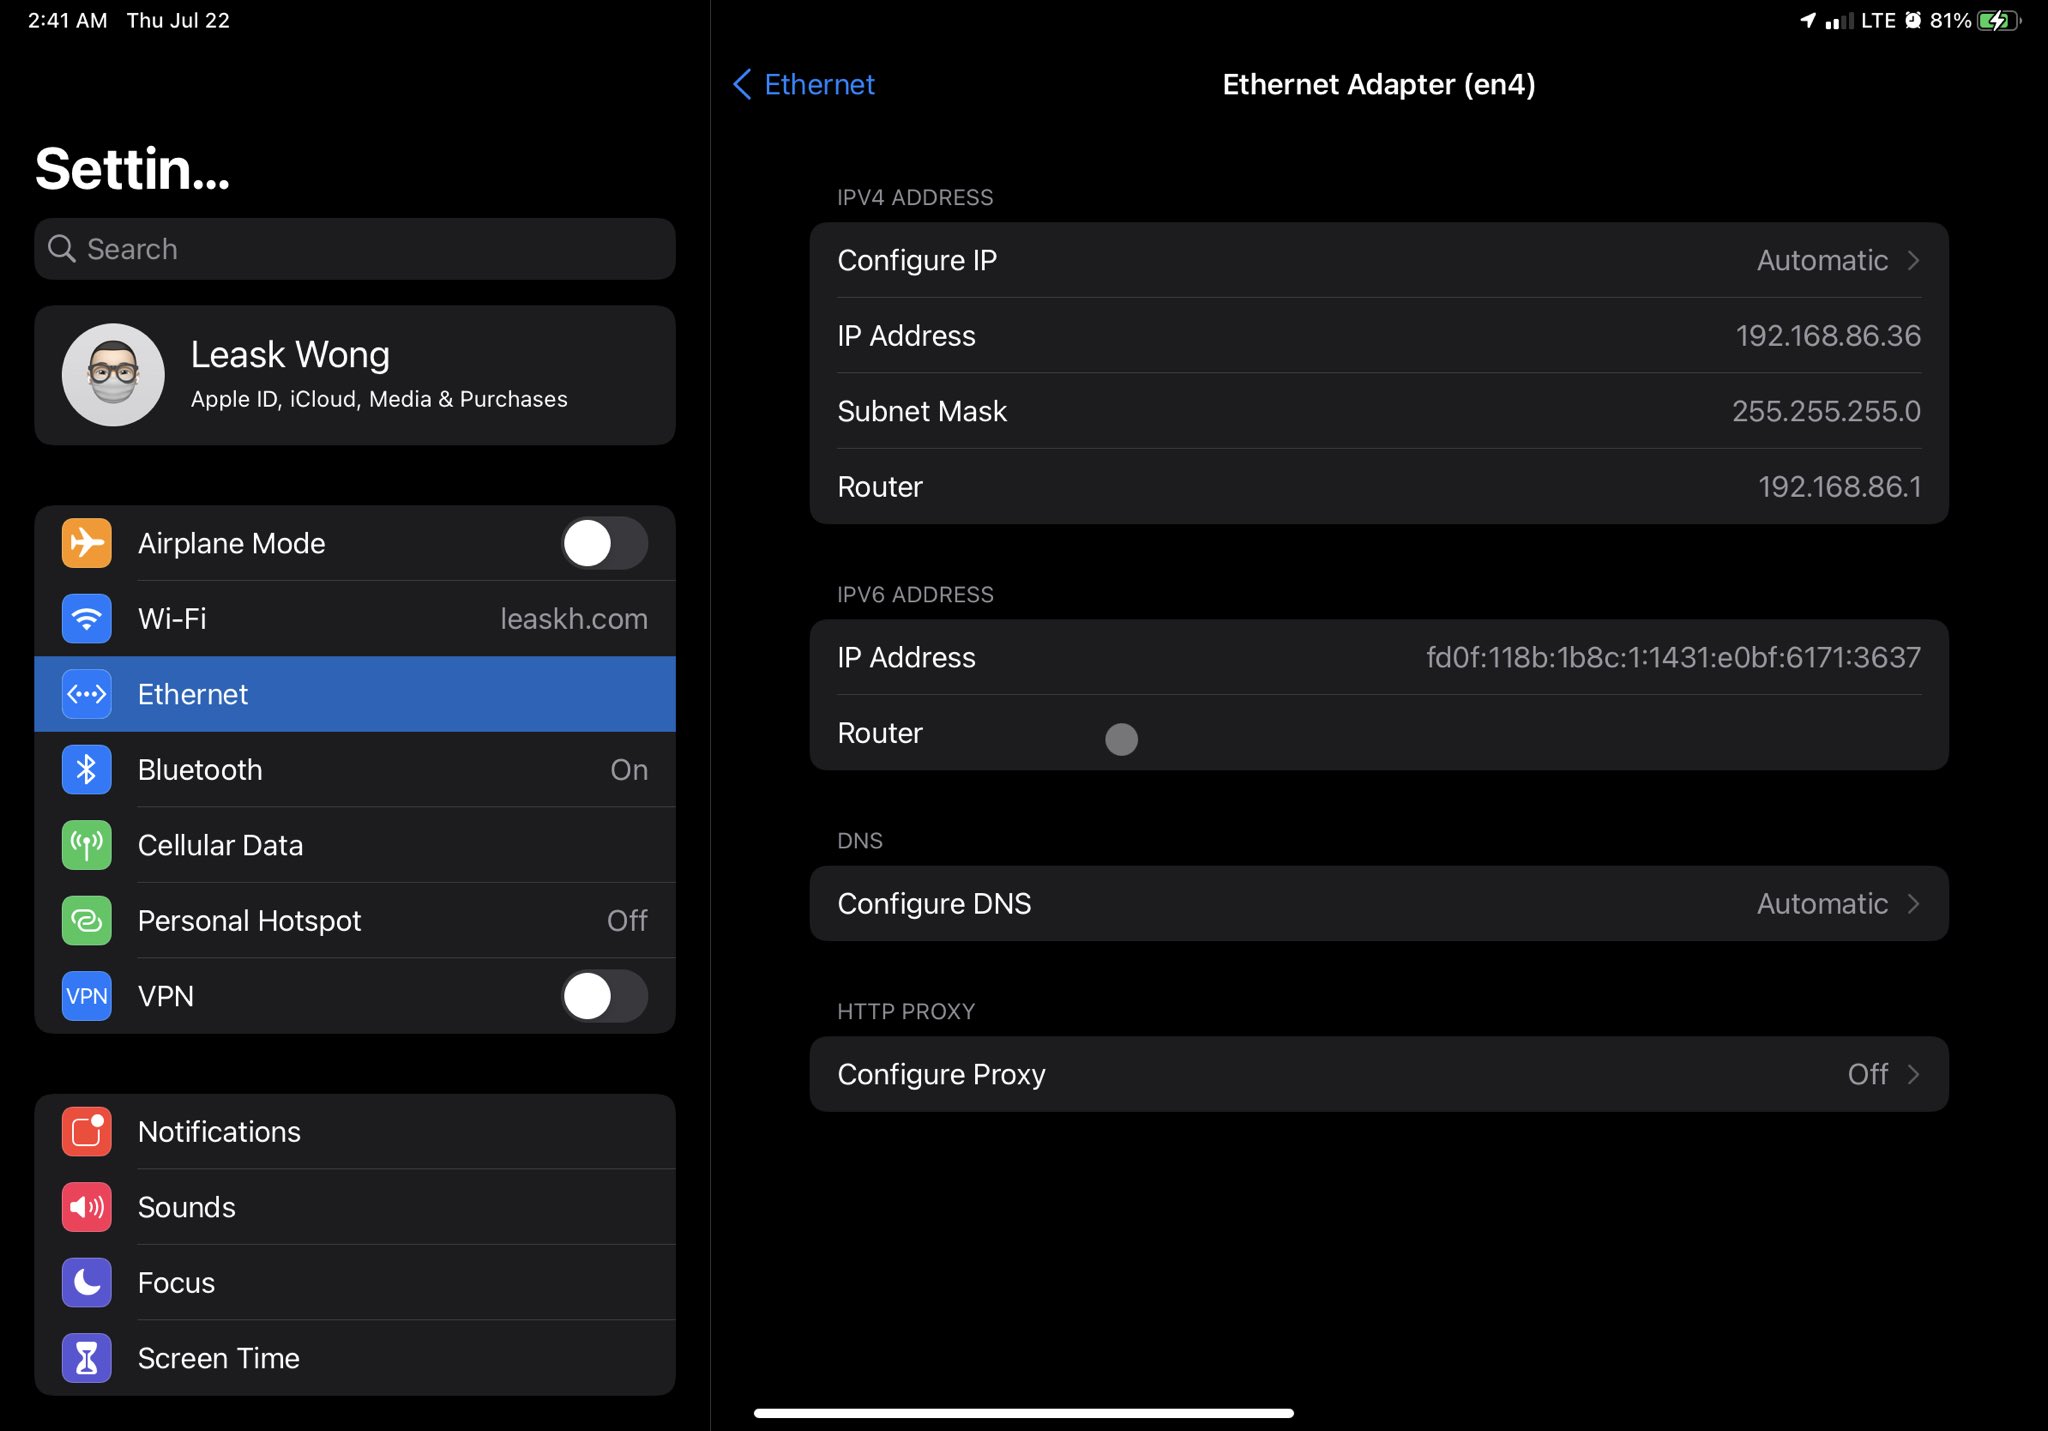 2:41 AM Thu Jul 22
LTE 81%
Settin...
Search
Leask Wong
Apple ID, iCloud, Media & Purchases
Airplane Mode
Wi-Fi leaskh.com
Ethernet
Bluetooth On
Cellular Data
Personal Hotspot Off
VPN VPN
Notifications
Sounds
Focus
Screen Time
Ethernet
Ethernet Adapter (en4)
IPV4 ADDRESS
Configure IP Automatic
IP Address 192.168.86.36
Subnet Mask 255.255.255.0
Router 192.168.86.1
IPV6 ADDRESS
IP Address fd0f:118b:1b8c:1:1431:e0bf:6171:3637
Router
DNS
Configure DNS Automatic
HTTP PROXY
Configure Proxy Off